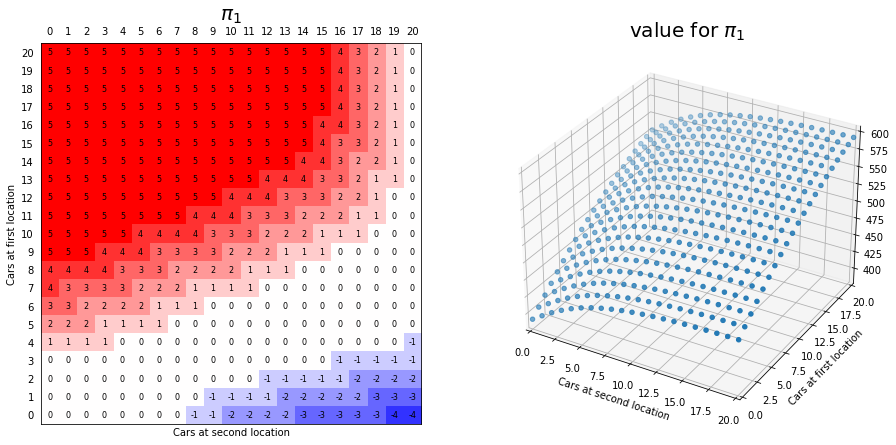 π₁
0 1 2 3 4 5 6 7 8 9 10 11 12 13 14 15 16 17 18 19 20
20 5 5 5 5 5 5 5 5 5 5 5 5 5 5 5 5 4 3 2 1 0
19 5 5 5 5 5 5 5 5 5 5 5 5 5 5 5 5 4 3 2 1 0
18 5 5 5 5 5 5 5 5 5 5 5 5 5 5 5 5 4 3 2 1 0
17 5 5 5 5 5 5 5 5 5 5 5 5 5 5 5 5 4 3 2 1 0
16 5 5 5 5 5 5 5 5 5 5 5 5 5 5 5 4 4 3 2 1 0
15 5 5 5 5 5 5 5 5 5 5 5 5 5 5 5 4 3 3 2 1 0
14 5 5 5 5 5 5 5 5 5 5 5 5 5 5 4 4 3 2 2 1 0
13 5 5 5 5 5 5 5 5 5 5 5 5 4 4 4 3 3 2 1 1 0
12 5 5 5 5 5 5 5 5 5 5 4 4 4 3 3 3 2 2 1 0 0
11 5 5 5 5 5 5 5 5 4 4 4 3 3 3 2 2 2 1 1 0 0
10 5 5 5 5 5 4 4 4 4 3 3 3 2 2 2 1 1 1 0 0 0
9 5 5 5 4 4 4 3 3 3 3 2 2 2 1 1 1 0 0 0 0 0
8 4 4 4 4 3 3 3 2 2 2 2 1 1 1 0 0 0 0 0 0 0
7 4 3 3 3 3 2 2 2 1 1 1 1 0 0 0 0 0 0 0 0 0
6 3 3 2 2 2 2 1 1 1 0 0 0 0 0 0 0 0 0 0 0 0
5 2 2 2 1 1 1 1 0 0 0 0 0 0 0 0 0 0 0 0 0 0
4 1 1 1 1 0 0 0 0 0 0 0 0 0 0 0 0 0 0 0 0 -1
3 0 0 0 0 0 0 0 0 0 0 0 0 0 0 0 0 -1 -1 -1 -1 -1
2 0 0 0 0 0 0 0 0 0 0 0 0 -1 -1 -1 -1 -1 -2 -2 -2 -2
1 0 0 0 0 0 0 0 0 0 -1 -1 -1 -1 -2 -2 -2 -2 -2 -3 -3 -3
0 0 0 0 0 0 0 0 0 -1 -1 -2 -2 -2 -2 -3 -3 -3 -3 -3 -4 -4
Cars at first location
Cars at second location
value for π₁
600
575
550
525
500
475
450
425
400
0.0 2.5 5.0 7.5 10.0 12.5 15.0 17.5 20.0
Cars at second location
0.0 2.5 5.0 7.5 10.0 12.5 15.0 17.5 20.0
Cars at first location